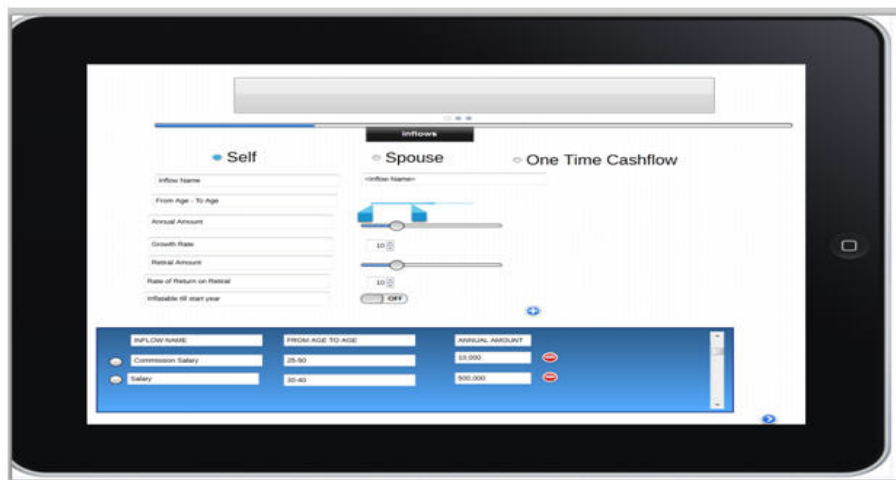 inflows
Self Spouse One Time Cashflow
Inflow Name <Inflow Name>
From Age - To Age
Annual Amount
Growth Rate 10
Retiral Amount
Rate of Return on Retiral 10
Inflatable till start year OFF
INFLOW NAME FROM AGE TO AGE ANNUAL AMOUNT
Commission Salary 25-50 10,000
Salary 30-40 500,000